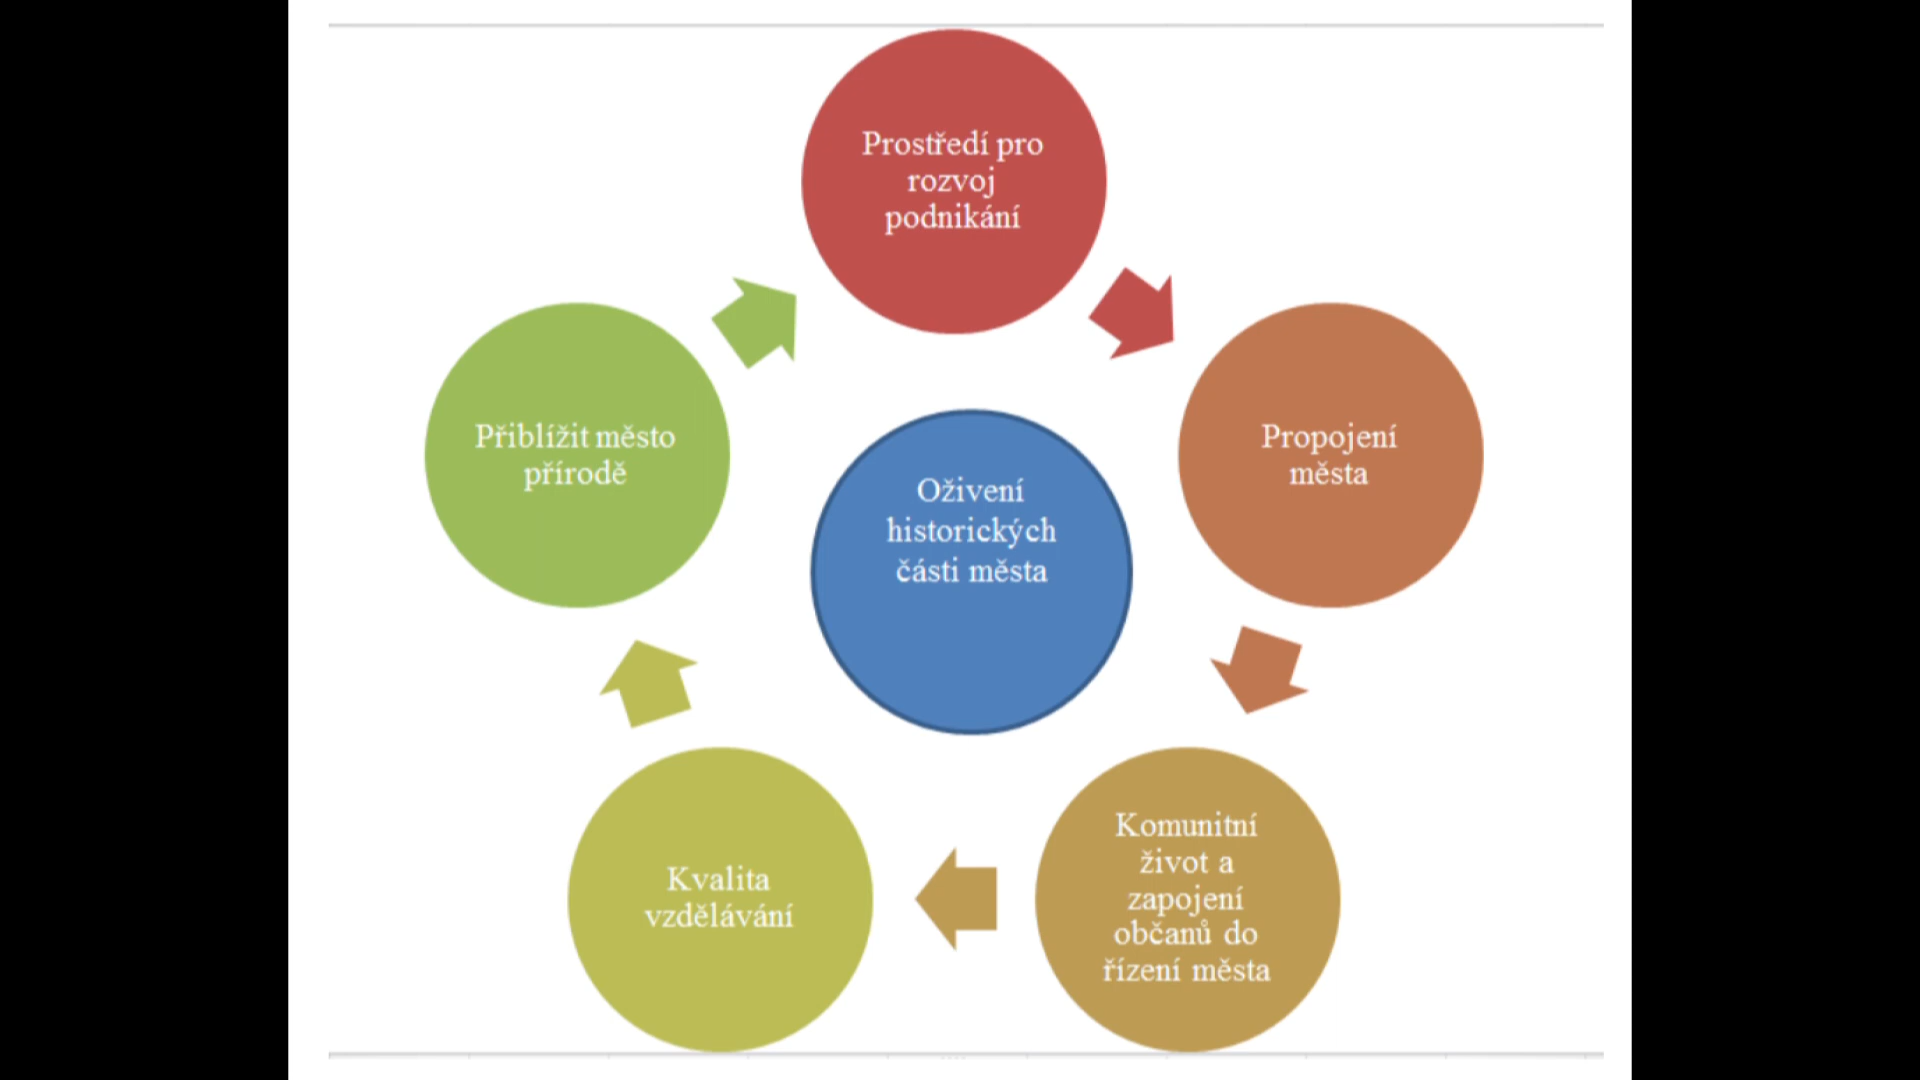 Prostředí pro
rozvoj
podnikání
Propojení
města
Komunitní
život a
zapojení
občanů do
řízení města
Kvalita
vzdělávání
Přiblížit město
přírodě
Oživení
historických
části města